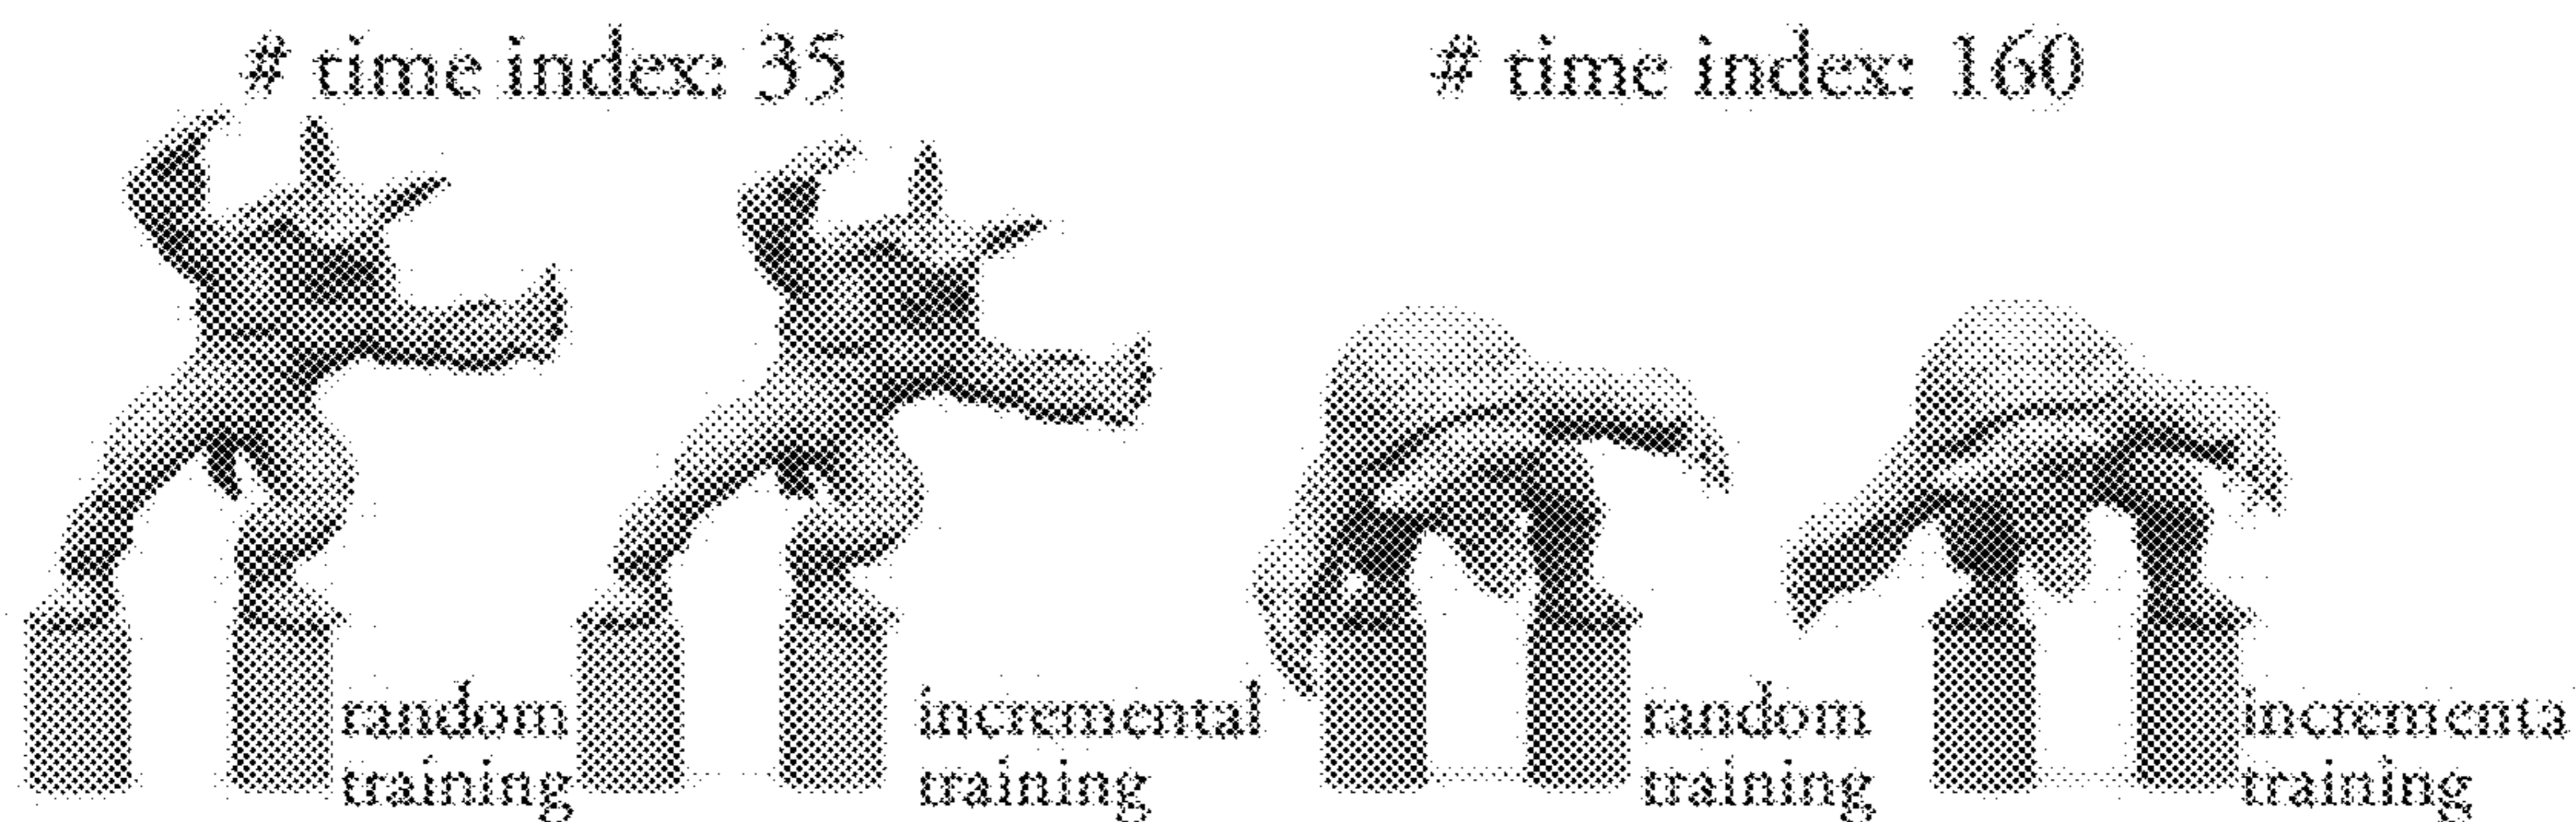 # time index: 35
# time index: 160
random
training
incremental
training
random
training
incrementa
training